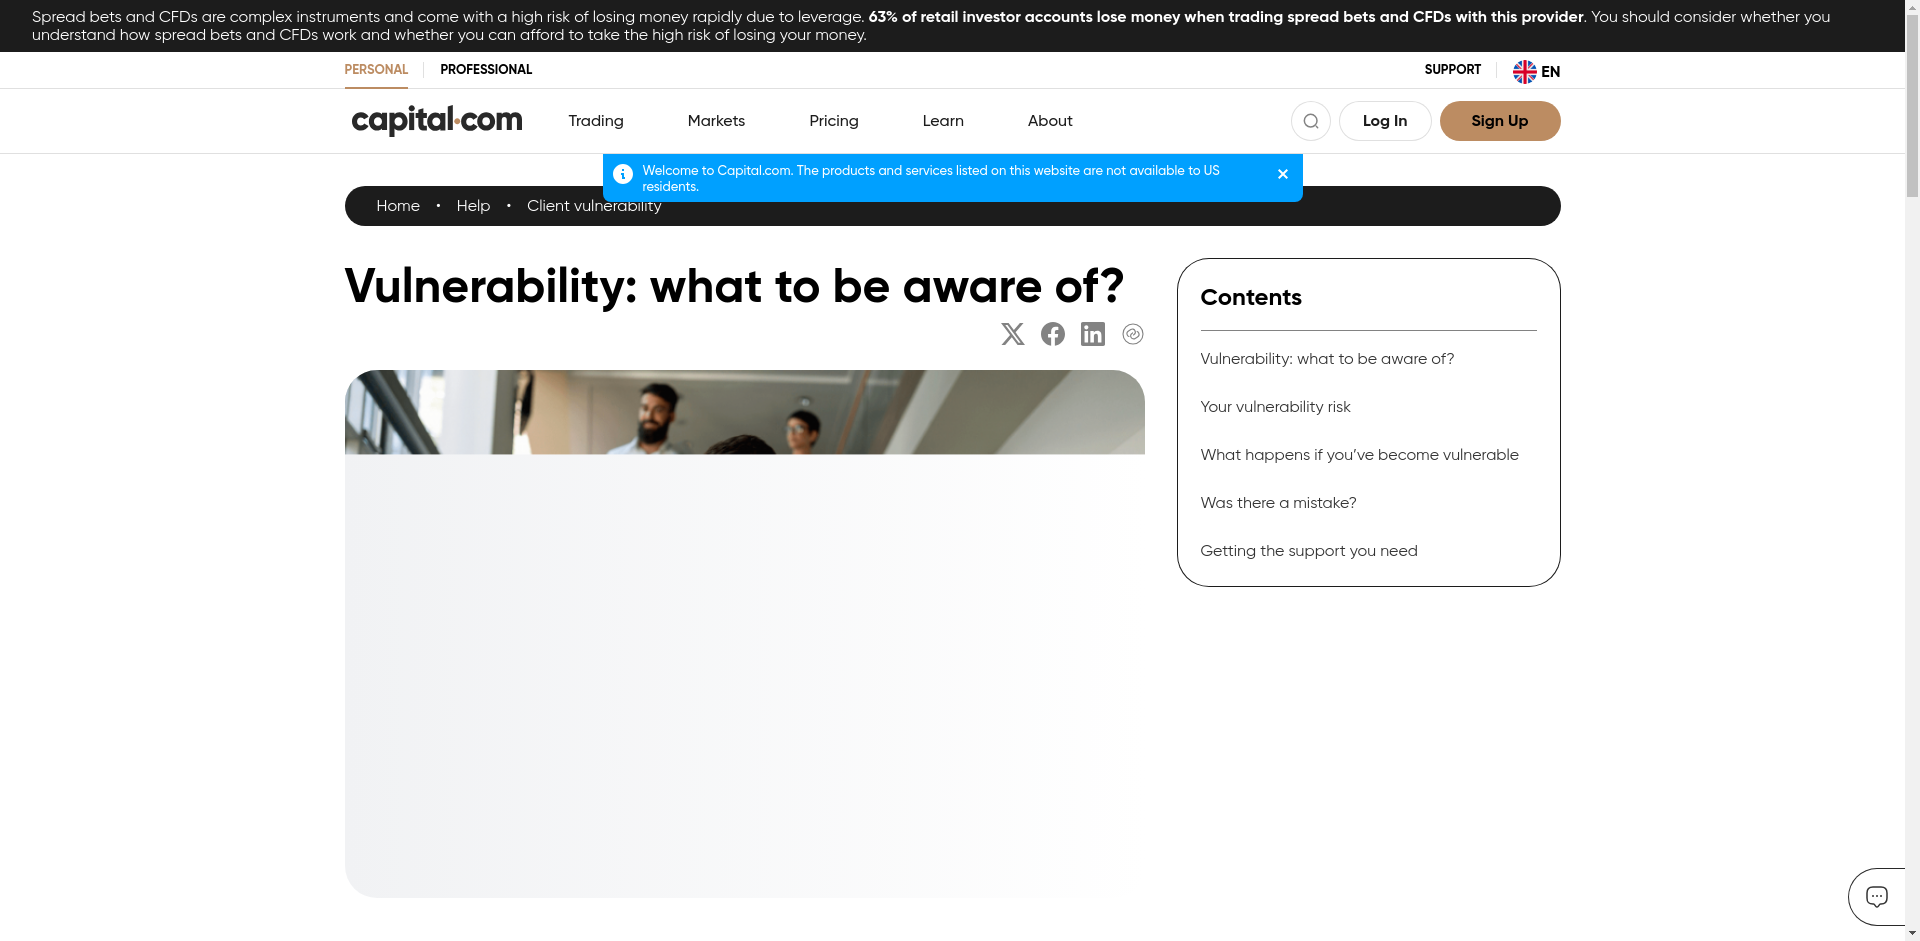 Spread bets and CFDs are complex instruments and come with a high risk of losing money rapidly due to leverage. 63% of retail investor accounts lose money when trading spread bets and CFDs with this provider. You should consider whether you
understand how spread bets and CFDs work and whether you can afford to take the high risk of losing your money.
PERSONAL PROFESSIONAL SUPPORT EN
capital.com Trading Markets Pricing Learn About Log In Sign Up
Welcome to Capital.com. The products and services listed on this website are not available to US
residents.
Home • Help • Client vulnerability
Vulnerability: what to be aware of?
Contents
Vulnerability: what to be aware of?
Your vulnerability risk
What happens if you’ve become vulnerable
Was there a mistake?
Getting the support you need